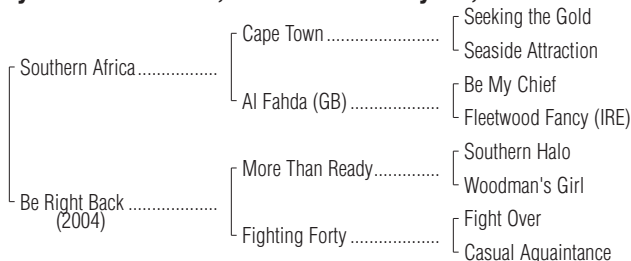 Seeking the Gold
Cape Town
Seaside Attraction
Southern Africa
Be My Chief
Al Fahda (GB)
Fleetwood Fancy (IRE)
Southern Halo
More Than Ready
Woodman's Girl
Be Right Back
(2004)
Fight Over
Fighting Forty
Casual Aquaintance